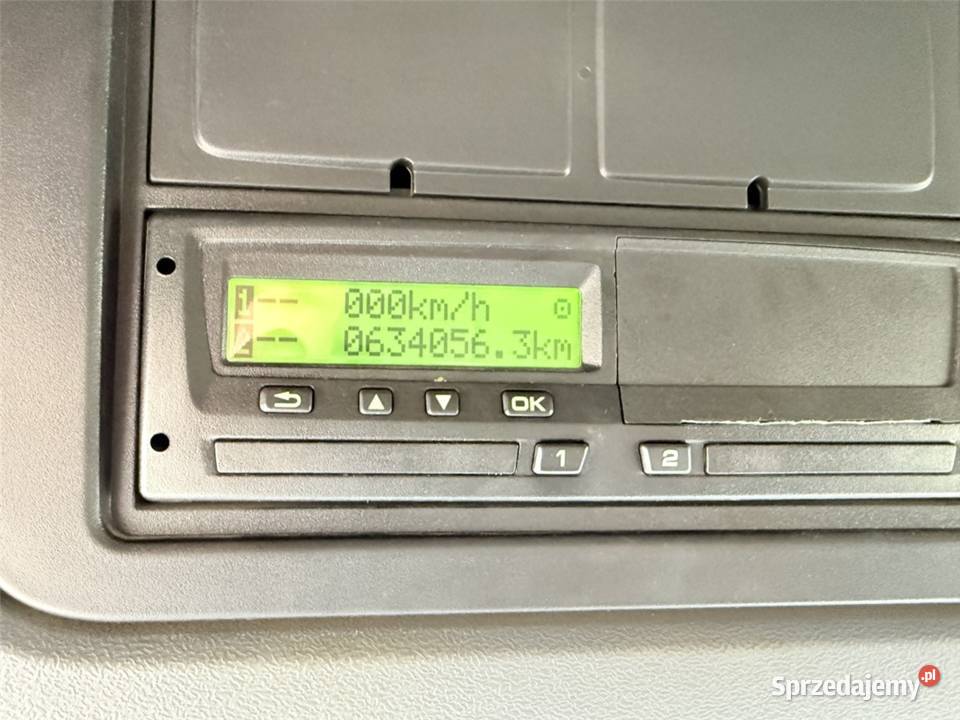 1-- 000km/h
2-- 0634056.3km
OK
1 2
Sprzedajemy.pl